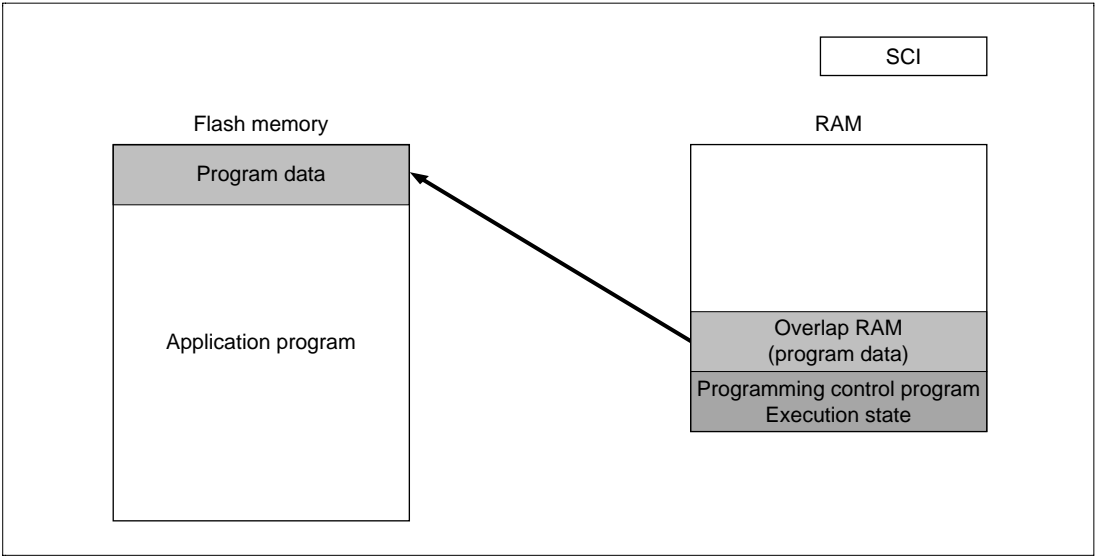 SCI
Flash memory
RAM
Program data
Application program
Overlap RAM
(program data)
Programming control program
Execution state